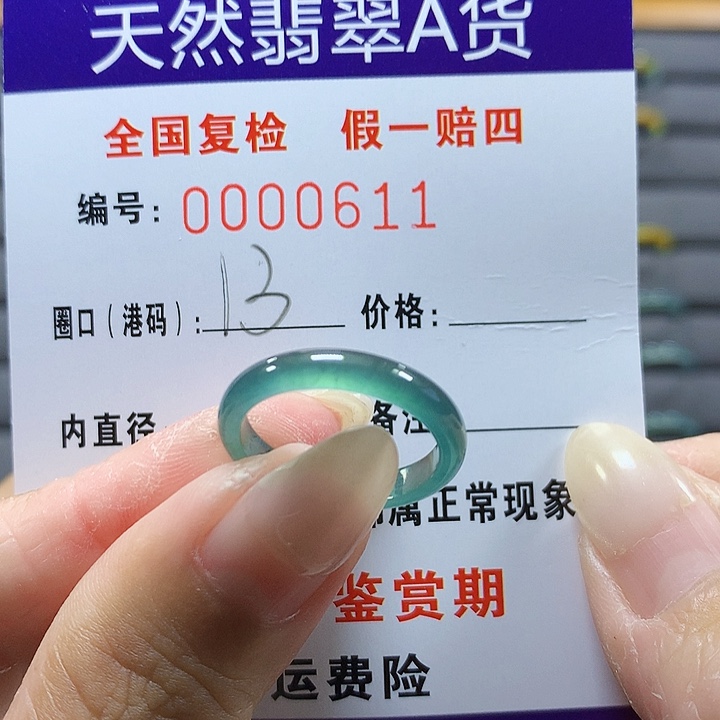 天然翡翠A货
全国复检 假一赔四
编号: 0000611
圈口(港码): 13 价格:
内直径 备注
属正常现象
鉴赏期
运费险